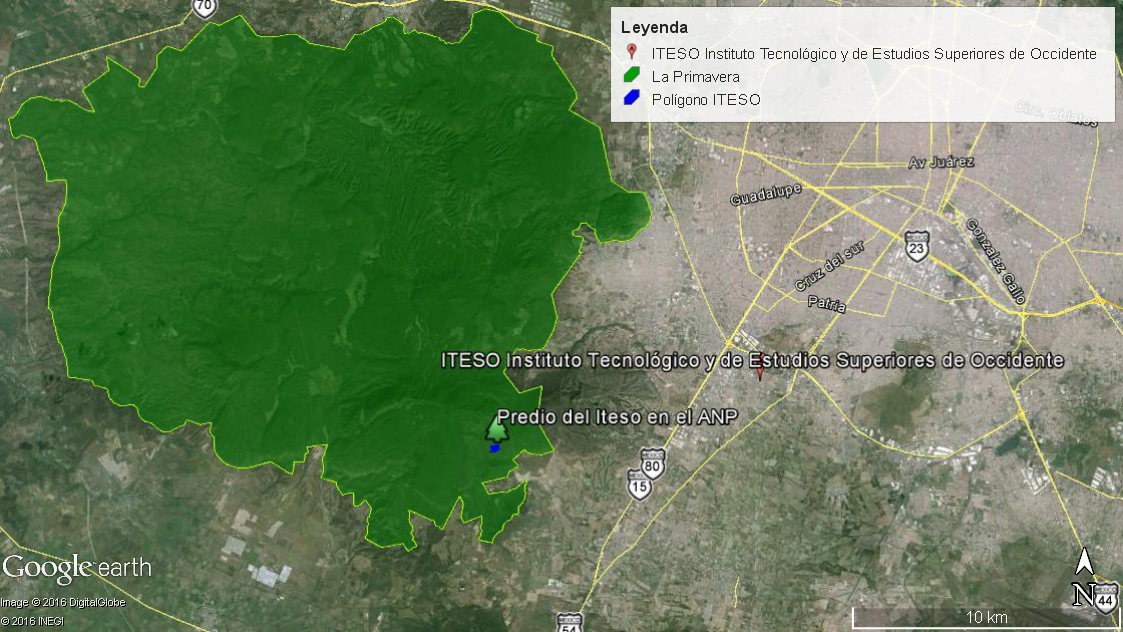 70
Leyenda
ITESO Instituto Tecnológico y de Estudios Superiores de Occidente
La Primavera
Polígono ITESO
Av Juárez
Guadalupe
23
Gonzalez Gallo
Cruz del sur
Patria
ITESO Instituto Tecnológico y de Estudios Superiores de Occidente
Predio del Iteso en el ANP
MEXICO
80
15
Google earth
Image © 2016 DigitalGlobe
© 2016 INEGI
54
10 km
N
44